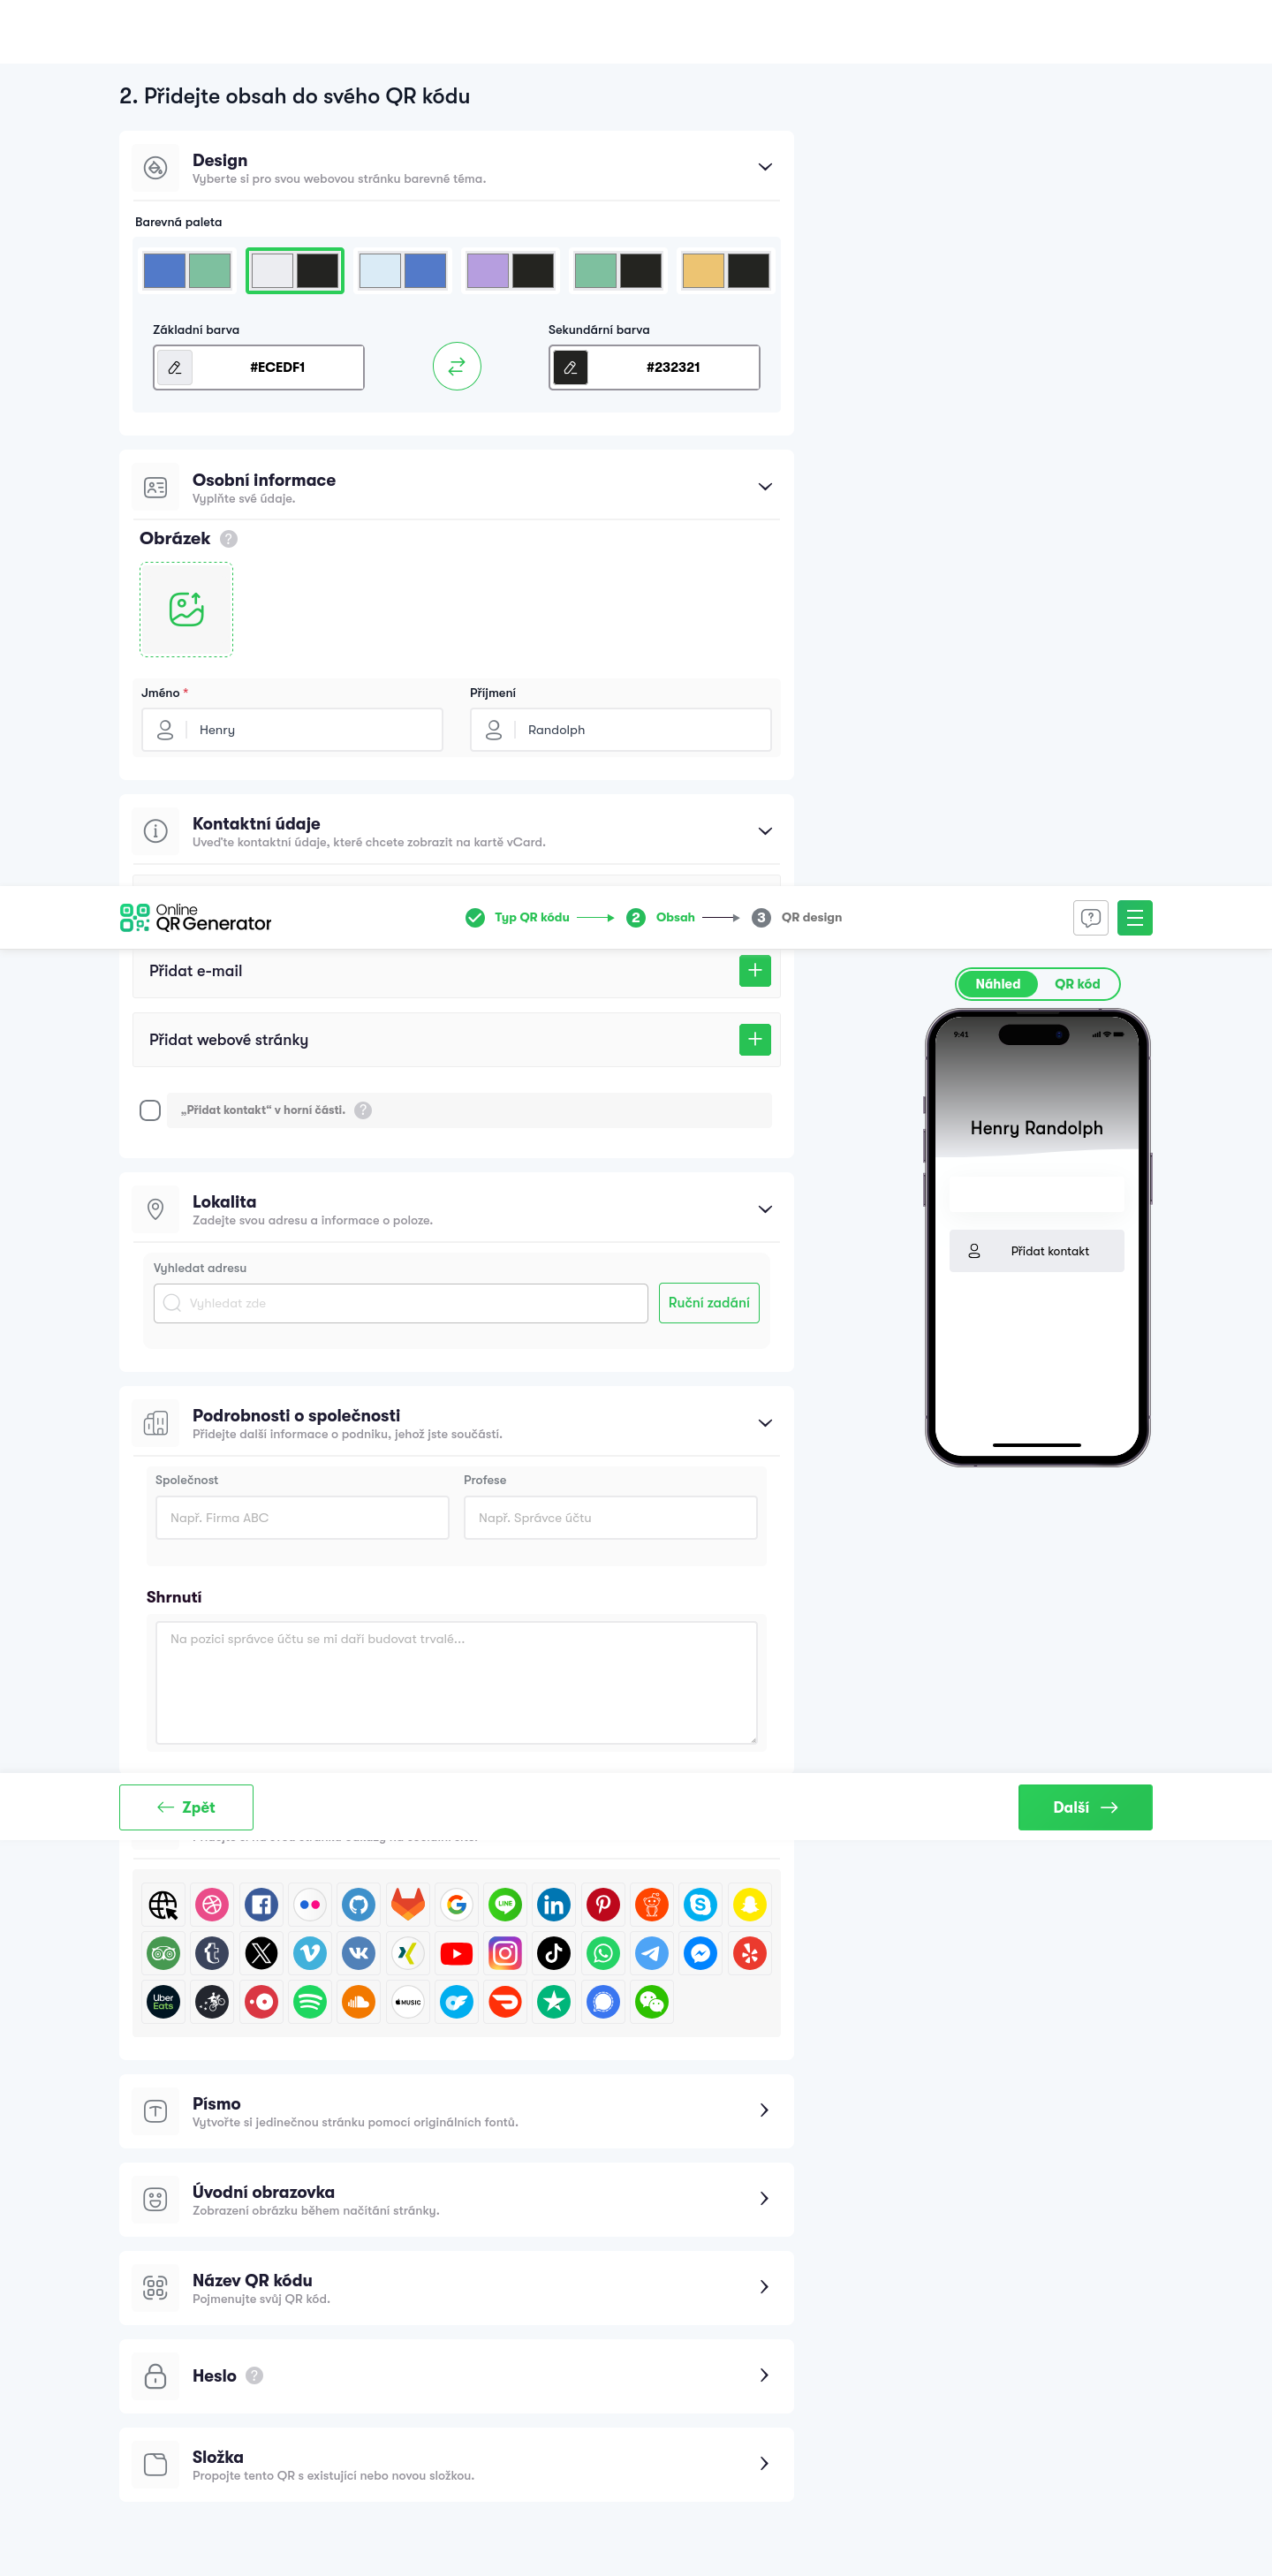 2. Přidejte obsah do svého QR kódu
Design
Vyberte si pro svou webovou stránku barevné téma.
Barevná paleta
Základní barva
Sekundární barva
#ECEDF1
#232321
Osobní informace
Vyplňte své údaje.
Obrázek ?
Jméno *
Příjmení
Henry
Randolph
Kontaktní údaje
Uveďte kontaktní údaje, které chcete zobrazit na kartě vCard.
Online
QR Generator
Typ QR kódu
2 Obsah
3 QR design
Přidat e-mail
Přidat webové stránky
„Přidat kontakt“ v horní části. ?
Náhled
QR kód
9:41
Henry Randolph
Přidat kontakt
Lokalita
Zadejte svou adresu a informace o poloze.
Vyhledat adresu
Vyhledat zde
Ruční zadání
Podrobnosti o společnosti
Přidejte další informace o podniku, jehož jste součástí.
Společnost
Profese
Např. Firma ABC
Např. Správce účtu
Shrnutí
Na pozici správce účtu se mi daří budovat trvalé...
Zpět
Další
LINE
Uber
Eats
MUSIC
Písmo
Vytvořte si jedinečnou stránku pomocí originálních fontů.
Úvodní obrazovka
Zobrazení obrázku během načítání stránky.
Název QR kódu
Pojmenujte svůj QR kód.
Heslo ?
Složka
Propojte tento QR s existující nebo novou složkou.